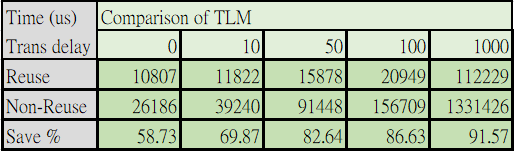 Time (us) Comparison of TLM
Trans delay 0 10 50 100 1000
Reuse 10807 11822 15878 20949 112229
Non-Reuse 26186 39240 91448 156709 1331426
Save % 58.73 69.87 82.64 86.63 91.57